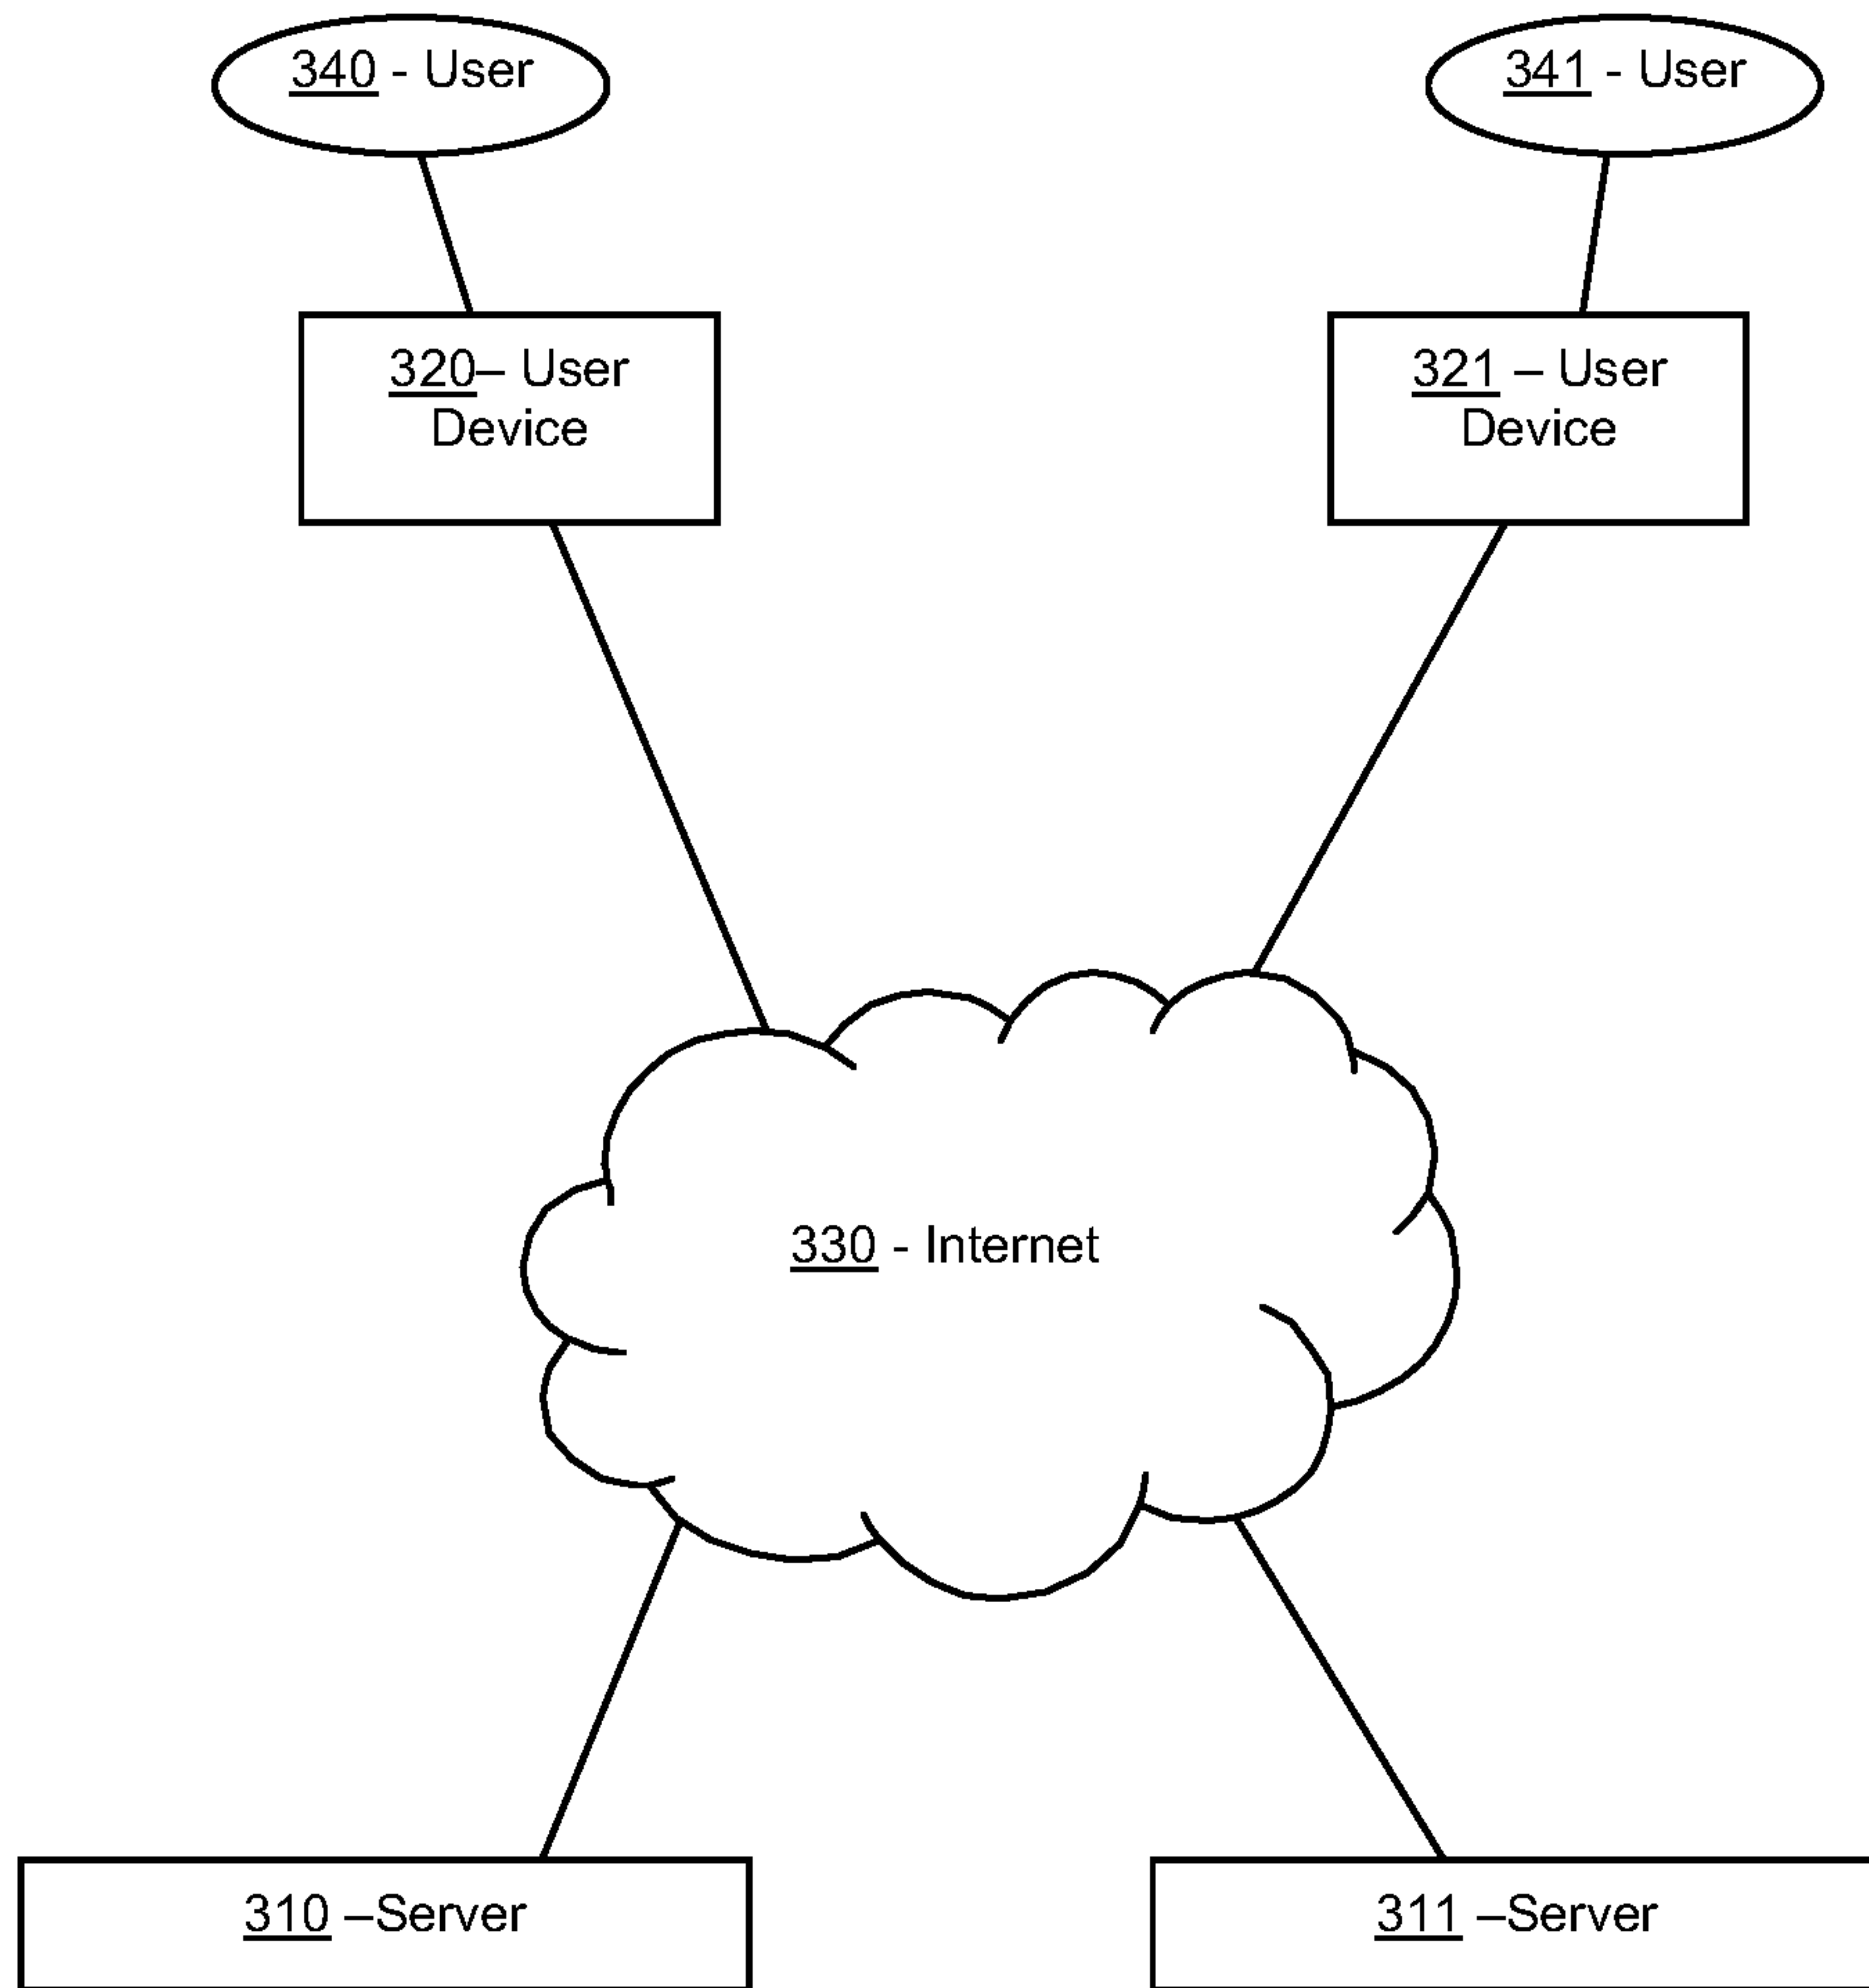 340 - User
341 - User
320– User
Device
321 – User
Device
330 - Internet
310 –Server
311 –Server